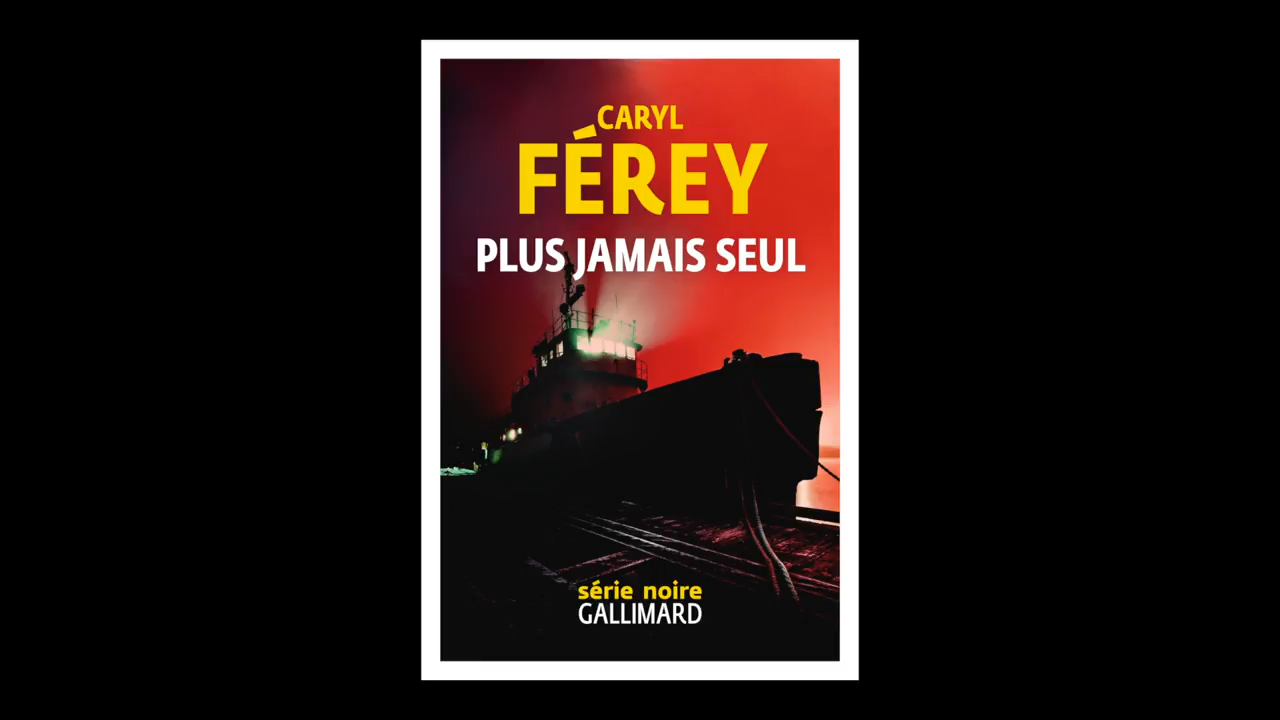 CARYL
FÉREY
PLUS JAMAIS SEUL
série noire
GALLIMARD